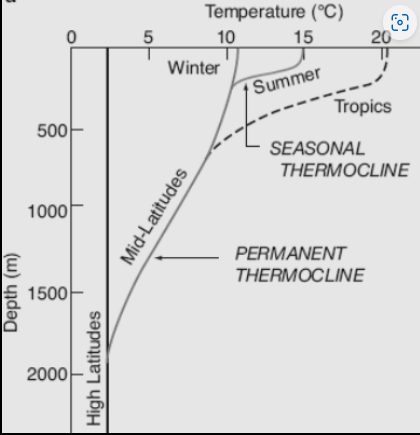 Temperature (°C)
0 5 10 15 20
Winter
Summer
Tropics
500
SEASONAL
THERMOCLINE
1000
Mid-Latitudes
PERMANENT
THERMOCLINE
Depth (m)
1500
High Latitudes
2000